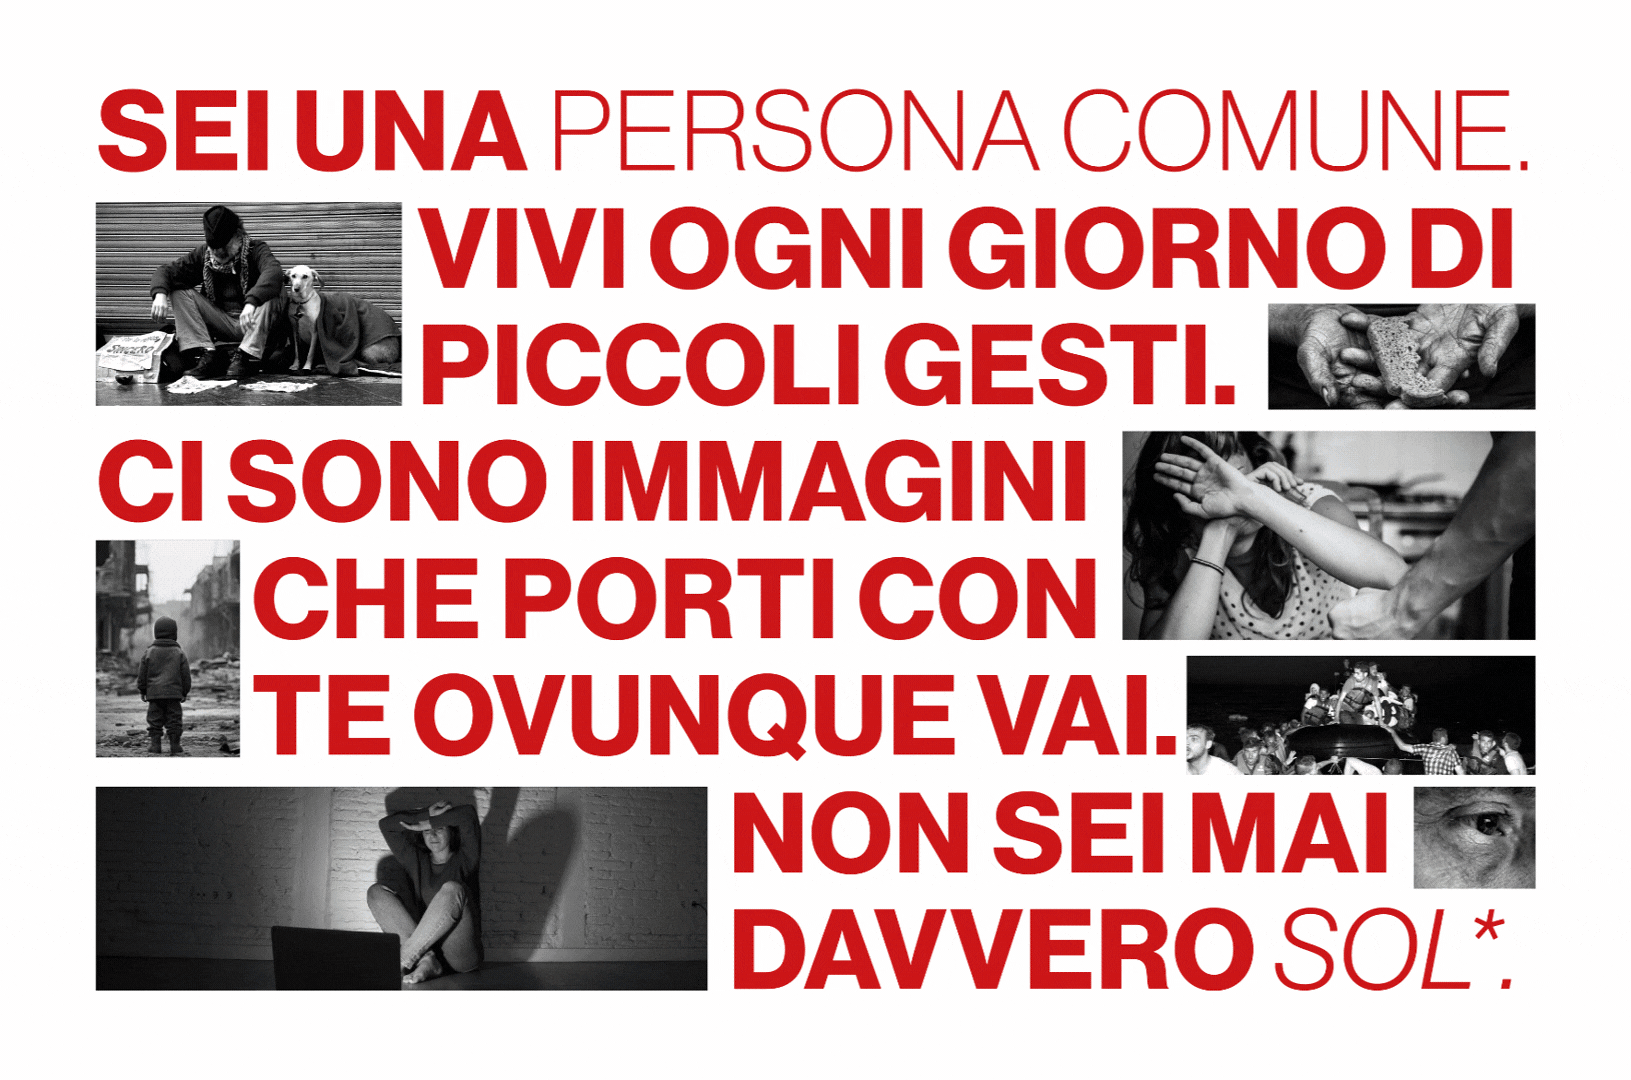 SEI UNA PERSONA COMUNE.
VIVI OGNI GIORNO DI
PICCOLI GESTI.
SINCERO
CI SONO IMMAGINI
CHE PORTI CON
TE OVUNQUE VAI.
NON SEI MAI
DAVVERO SOL*.